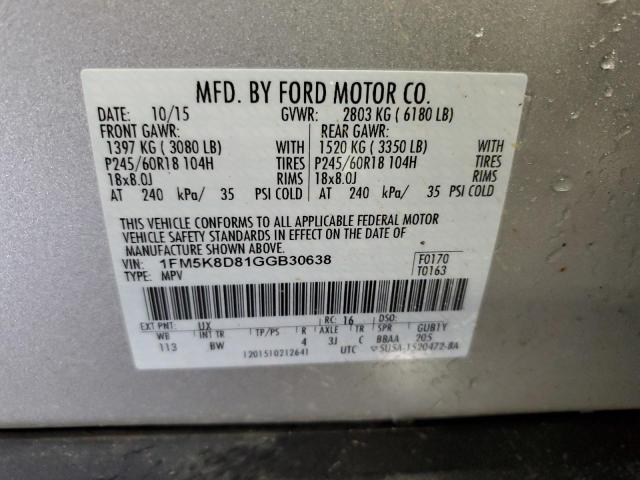 MFD. BY FORD MOTOR CO.
DATE: 10/15 GVWR: 2803 KG ( 6180 LB)
FRONT GAWR: REAR GAWR:
1397 KG ( 3080 LB) WITH 1520 KG ( 3350 LB) WITH
P245/60R18 104H TIRES P245/60R18 104H TIRES
18x8.0J RIMS 18x8.0J RIMS
AT 240 kPa/ 35 PSI COLD AT 240 kPa/ 35 PSI COLD
THIS VEHICLE CONFORMS TO ALL APPLICABLE FEDERAL MOTOR
VEHICLE SAFETY STANDARDS IN EFFECT ON THE DATE OF
MANUFACTURE SHOWN ABOVE.
VIN: 1FM5K8D81GGB30638 F0170
TYPE: MPV T0163
EXT PNT: UX RC: 16 DSO:
WB INT TR TP/PS R AXLE TR SPR GUB1Y
113 BW 4 3J C BBAA 205
1201510212641 UTC ▽5U5A-1520472-BA